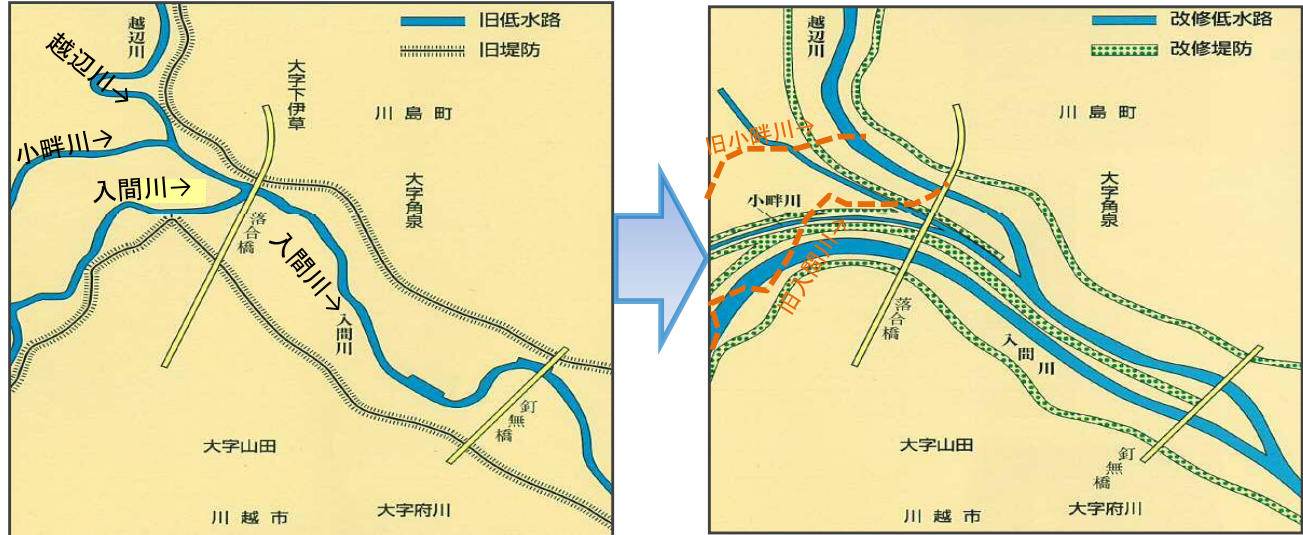 旧低水路
旧堤防
越辺川
越辺川→
大字下伊草
川島町
小畔川→
入間川→
大字角泉
落合橋
入間川→
入間川
釘無橋
大字山田
川越市
大字府川
改修低水路
改修堤防
越辺川
川島町
旧小畔川→
大字角泉
小畔川
旧入間川→
落合橋
入間川
釘無橋
大字山田
川越市
大字府川